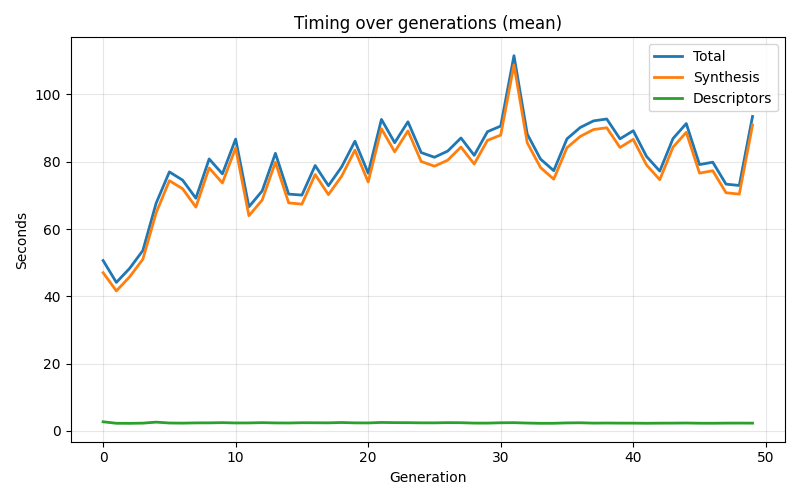 Timing over generations (mean)
Total
Synthesis
Descriptors
Seconds
100
80
60
40
20
0
0 10 20 30 40 50
Generation